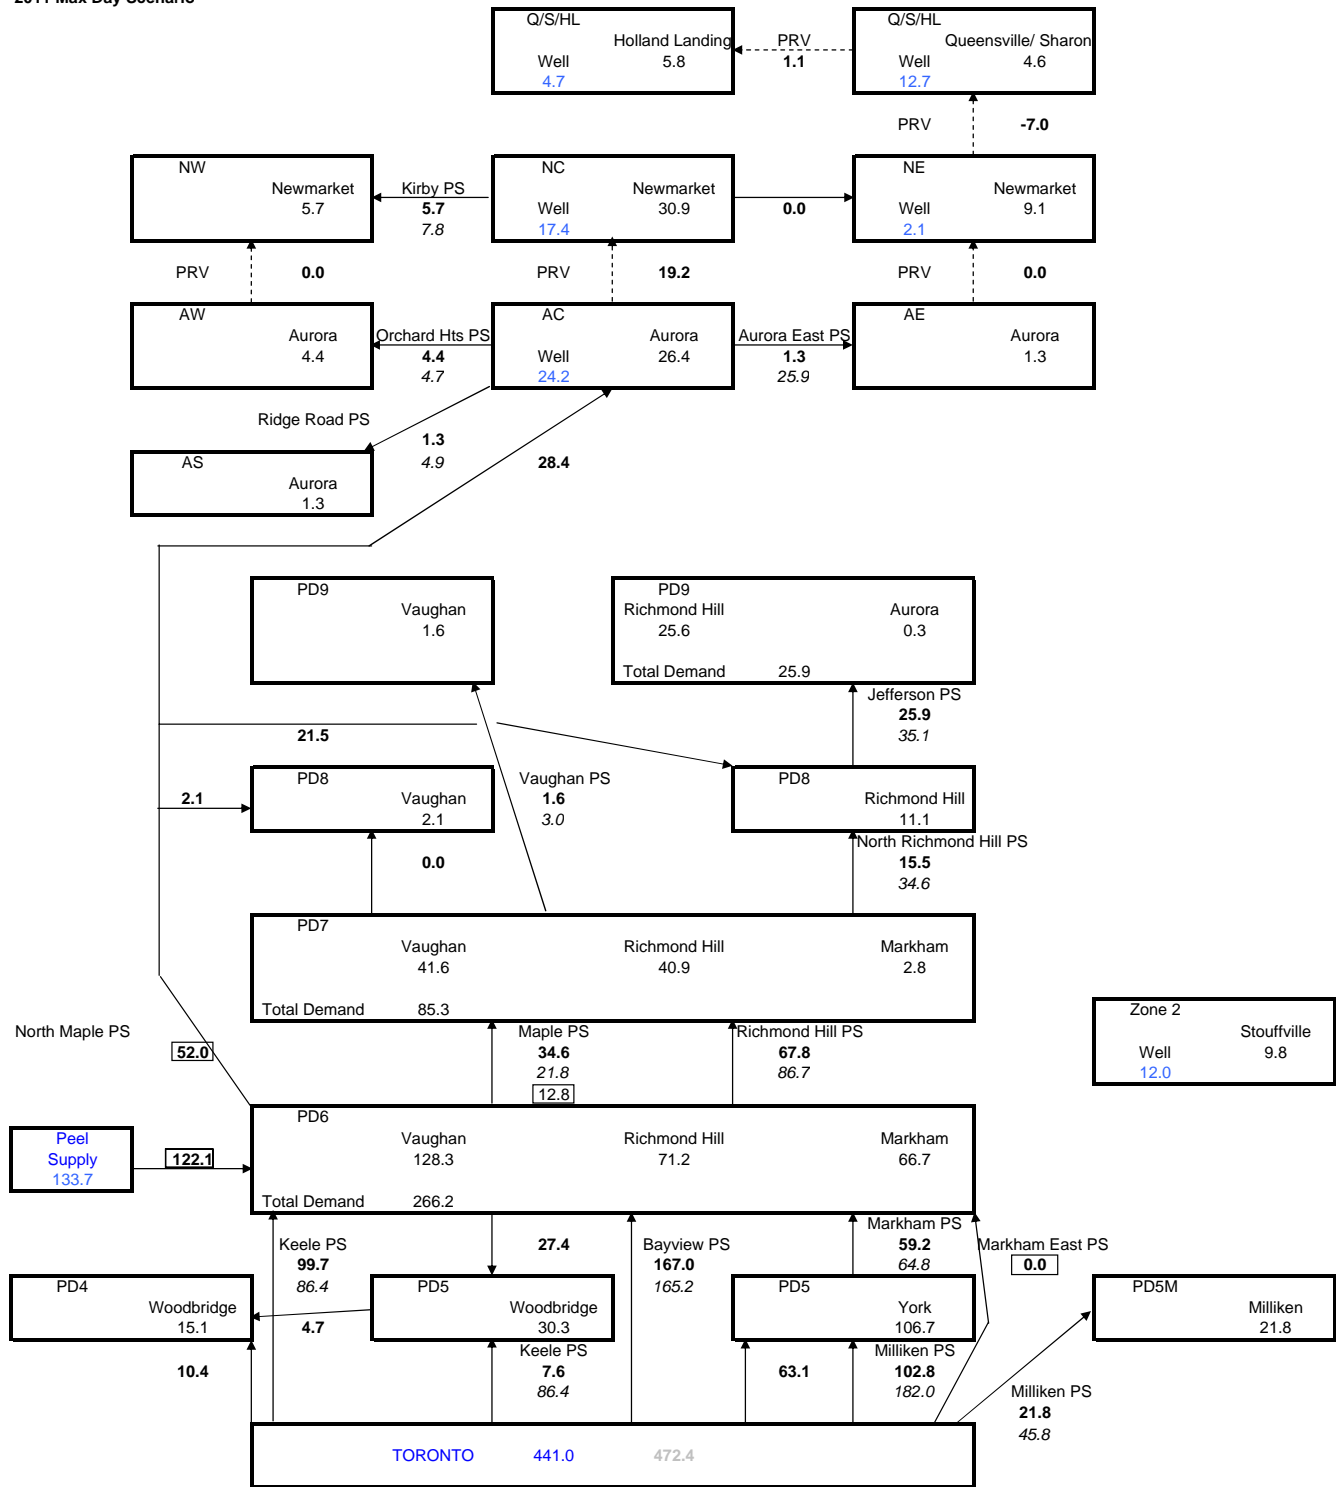 2011 Max Day Scenario
Q/S/HL
Holland Landing
Well 5.8
4.7
PRV
1.1
Q/S/HL
Queensville/ Sharon
Well 4.6
12.7
PRV -7.0
NW
Newmarket
5.7
Kirby PS
5.7
7.8
NC
Newmarket
Well 30.9
17.4
0.0
NE
Newmarket
Well 9.1
2.1
PRV 0.0
PRV 19.2
PRV 0.0
AW
Aurora
4.4
Orchard Hts PS
4.4
4.7
AC
Aurora
Well 26.4
24.2
Aurora East PS
1.3
25.9
AE
Aurora
1.3
Ridge Road PS
1.3
4.9
28.4
AS
Aurora
1.3
PD9
Vaughan
1.6
PD9
Richmond Hill Aurora
25.6 0.3
Total Demand 25.9
Jefferson PS
25.9
35.1
21.5
2.1
PD8
Vaughan
2.1
Vaughan PS
1.6
3.0
PD8
Richmond Hill
11.1
0.0
North Richmond Hill PS
15.5
34.6
PD7
Vaughan Richmond Hill Markham
41.6 40.9 2.8
Total Demand 85.3
North Maple PS
52.0
Maple PS
34.6
21.8
12.8
Richmond Hill PS
67.8
86.7
Zone 2
Stouffville
Well 9.8
12.0
Peel
Supply
133.7
122.1
PD6
Vaughan Richmond Hill Markham
128.3 71.2 66.7
Total Demand 266.2
Keele PS
99.7
86.4
27.4
Bayview PS
167.0
165.2
Markham PS
59.2
64.8
Markham East PS
0.0
PD4
Woodbridge
15.1
4.7
PD5
Woodbridge
30.3
PD5
York
106.7
PD5M
Milliken
21.8
10.4
Keele PS
7.6
86.4
63.1
Milliken PS
102.8
182.0
Milliken PS
21.8
45.8
TORONTO 441.0 472.4